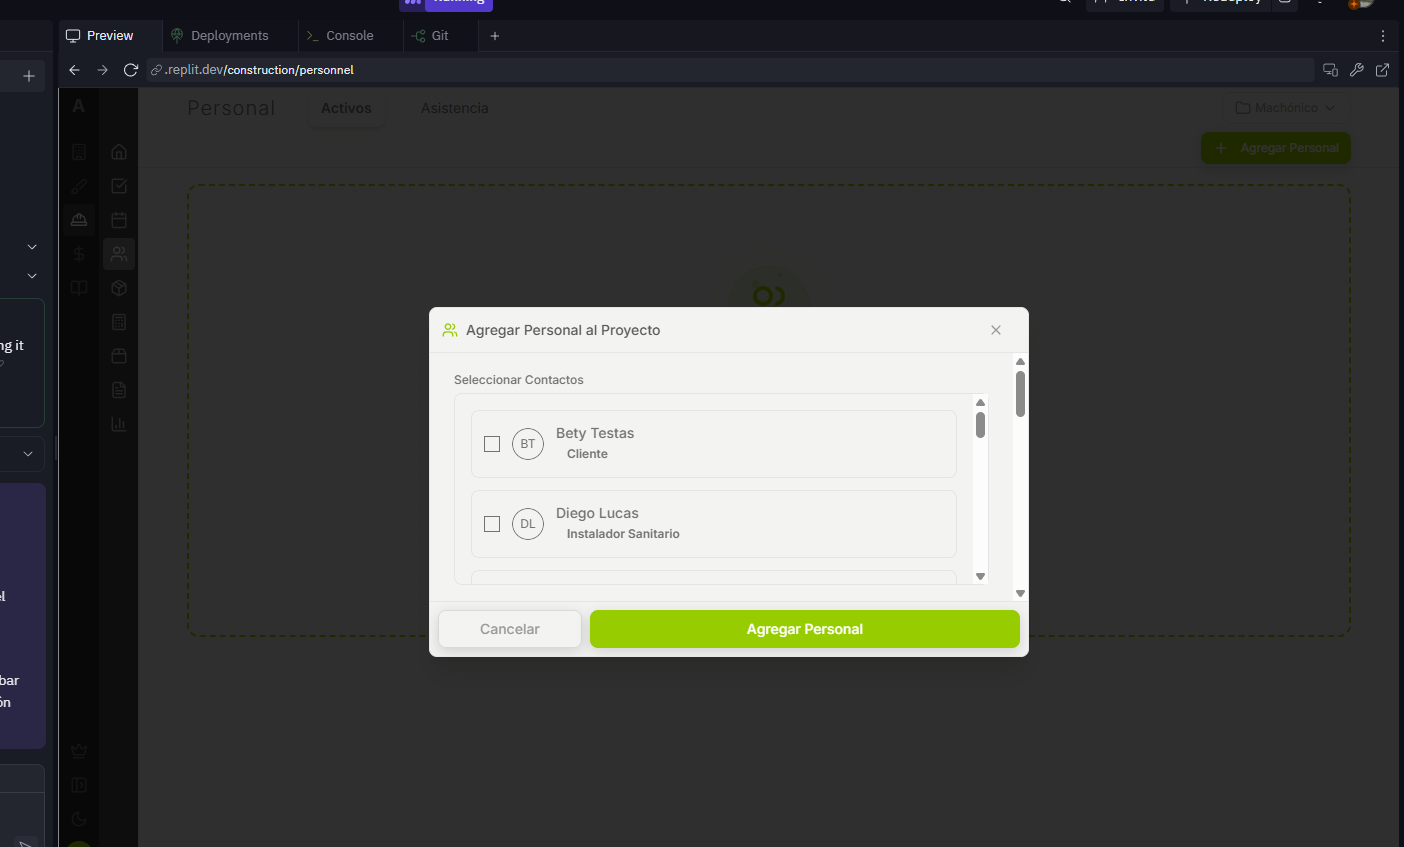 Running
Preview
Deployments
Console
Git
.replit.dev/construction/personnel
A
Personal
Activos
Asistencia
Machónico
Agregar Personal
ng it
el
bar
ón
Agregar Personal al Proyecto
Seleccionar Contactos
BT
Bety Testas
Cliente
DL
Diego Lucas
Instalador Sanitario
Cancelar
Agregar Personal